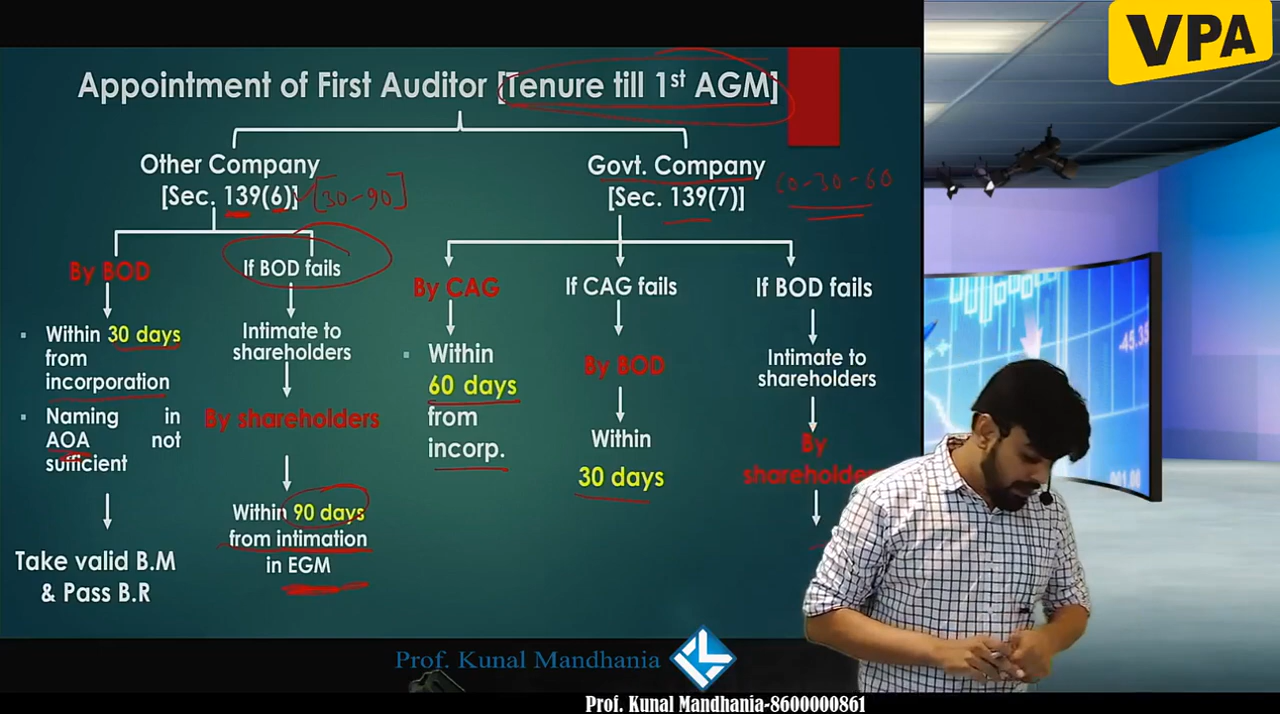 VPA
Appointment of First Auditor [Tenure till 1st AGM]
Other Company
[Sec. 139(6)]
[30-90]
Govt. Company
[Sec. 139(7)]
60-30-60
By BOD
Within 30 days
from
incorporation
Naming in
AOA not
sufficient
Take valid B.M
& Pass B.R
If BOD fails
Intimate to
shareholders
By shareholders
Within 90 days
from intimation
in EGM
By CAG
Within
60 days
from
incorp.
If CAG fails
By BOD
Within
30 days
If BOD fails
Intimate to
shareholders
By
Prof. Kunal Mandhania
Prof. Kunal Mandhania-8600000861